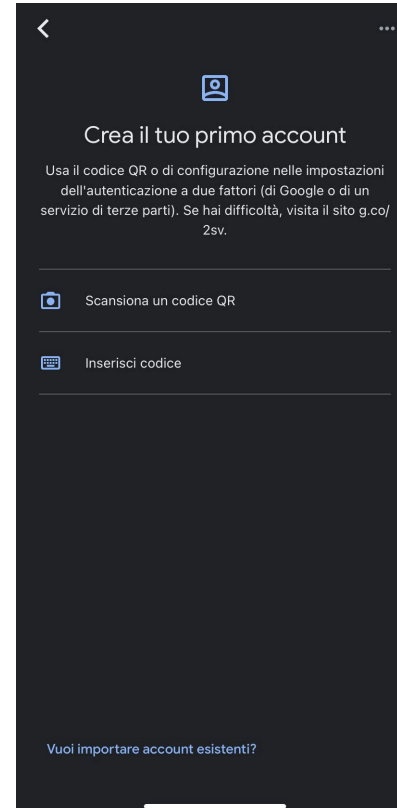 Crea il tuo primo account
Usa il codice QR o di configurazione nelle impostazioni
dell'autenticazione a due fattori (di Google o di un
servizio di terze parti). Se hai difficoltà, visita il sito g.co/
2sv.
Scansiona un codice QR
Inserisci codice
Vuoi importare account esistenti?